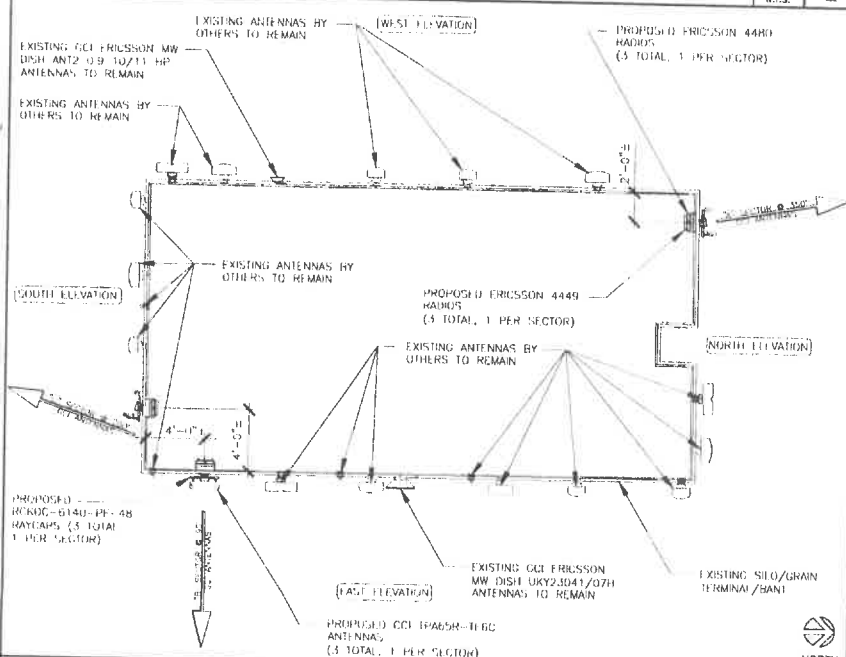 N.T.S.
EXISTING ANTENNAS BY
OTHERS TO REMAIN
WEST ELEVATION
PROPOSED ERICSSON 4480
RADIOS
(3 TOTAL, 1 PER SECTOR)
EXISTING CCI ERICSSON MW
DISH ANT2 0.9 10/11 HP
ANTENNAS TO REMAIN
EXISTING ANTENNAS BY
OTHERS TO REMAIN
2'-0"±
EXISTING ANTENNAS BY
OTHERS TO REMAIN
SOUTH ELEVATION
PROPOSED ERICSSON 4449
RADIOS
(3 TOTAL, 1 PER SECTOR)
EXISTING ANTENNAS BY
OTHERS TO REMAIN
NORTH ELEVATION
4'-0"±
4'-0"±
PROPOSED
RAYCAPS (3 TOTAL
1 PER SECTOR)
EXISTING CCI ERICSSON
MW DISH UKY23041/07H
ANTENNAS TO REMAIN
EXISTING SILO/GRAIN
EAST ELEVATION
PROPOSED CCI
ANTENNAS
(3 TOTAL, 1 PER SECTOR)
NORTH